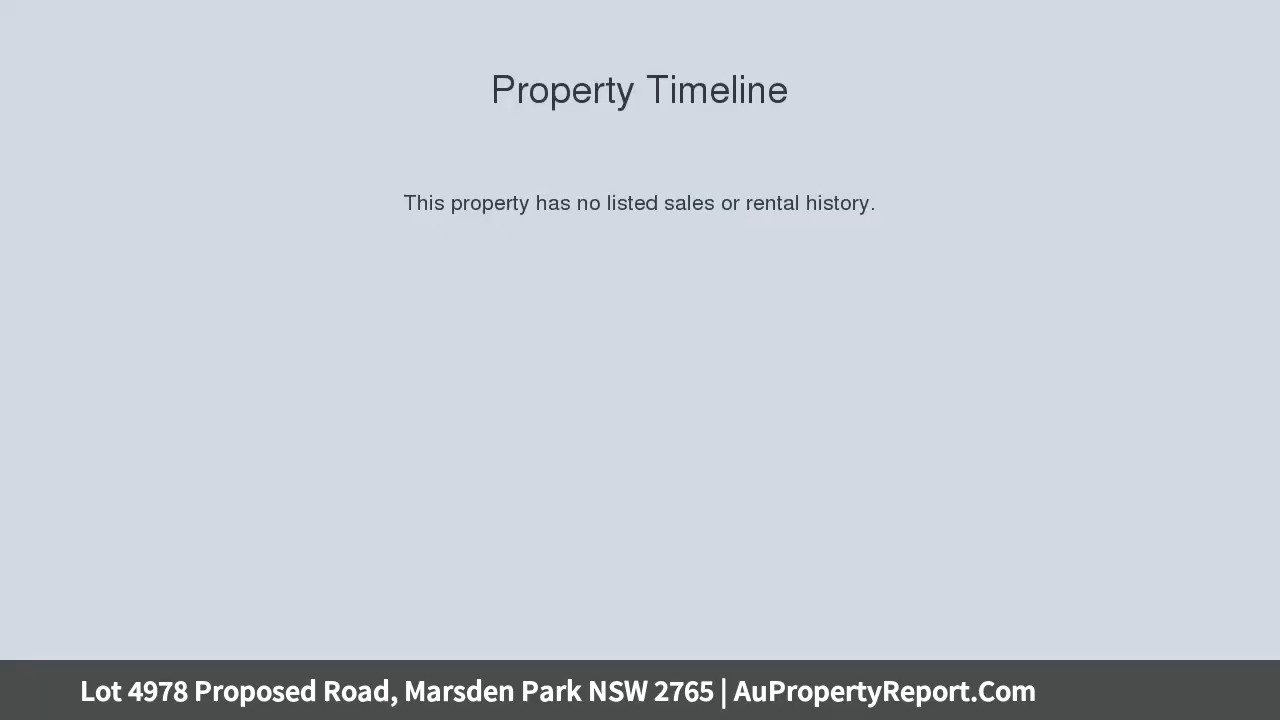 Property Timeline
This property has no listed sales or rental history.
Lot 4978 Proposed Road, Marsden Park NSW 2765 | AuPropertyReport.Com